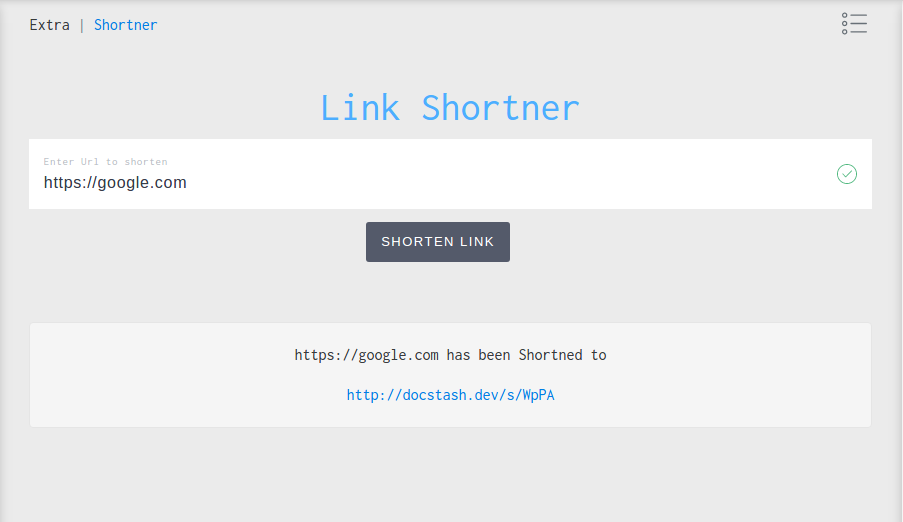 Extra | Shortner
Link Shortner
Enter Url to shorten
https://google.com
SHORTEN LINK
https://google.com has been Shortned to
http://docstash.dev/s/WpPA